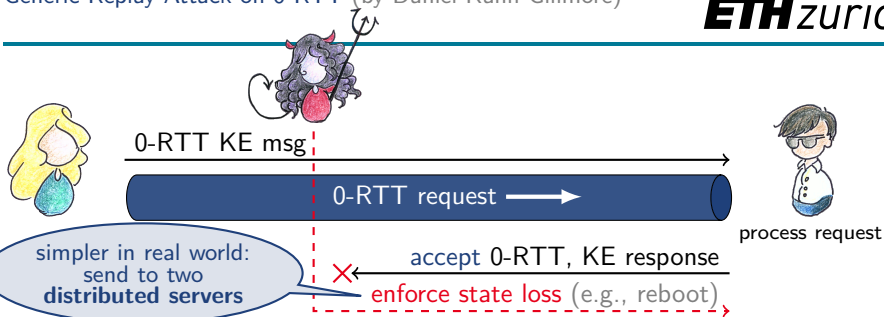 Generic Replay Attack on 0-RTT (by Daniel Kahn Gillmore)
ETH zuric
0-RTT KE msg
0-RTT request
process request
simpler in real world:
send to two
distributed servers
accept 0-RTT, KE response
enforce state loss (e.g., reboot)